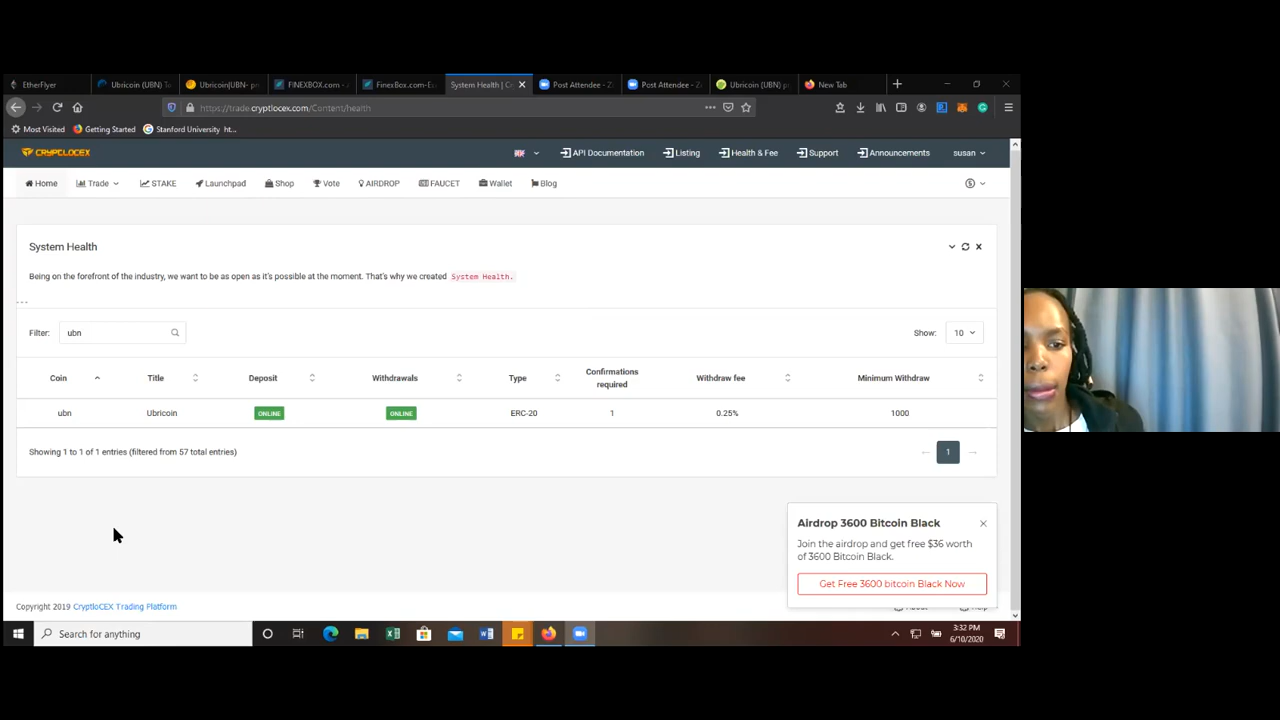 EtherFlyer
Ubricoin (UBN) T
Ubricoin|UBN- p
FINEXBOX.com -
FinexBox.com-E
System Health | C
Post Attendee - Z
Post Attendee - Z
Ubricoin (UBN) p
New Tab
https://trade.cryptlocex.com/Content/health
Most Visited
Getting Started
Stanford University ht...
CRYPTLOCEX
API Documentation
Listing
Health & Fee
Support
Announcements
susan
Home
Trade
STAKE
Launchpad
Shop
Vote
AIRDROP
FAUCET
Wallet
Blog
System Health
Being on the forefront of the industry, we want to be as open as it's possible at the moment. That's why we created System Health.
...
Filter: ubn
Show: 10
Coin Title Deposit Withdrawals Type Confirmations required Withdraw fee Minimum Withdraw
ubn Ubricoin ONLINE ONLINE ERC-20 1 0.25% 1000
Showing 1 to 1 of 1 entries (filtered from 57 total entries)
← 1 →
Airdrop 3600 Bitcoin Black
Join the airdrop and get free $36 worth
of 3600 Bitcoin Black.
Get Free 3600 bitcoin Black Now
Copyright 2019 CryptloCEX Trading Platform
Search for anything
3:32 PM
6/10/2020